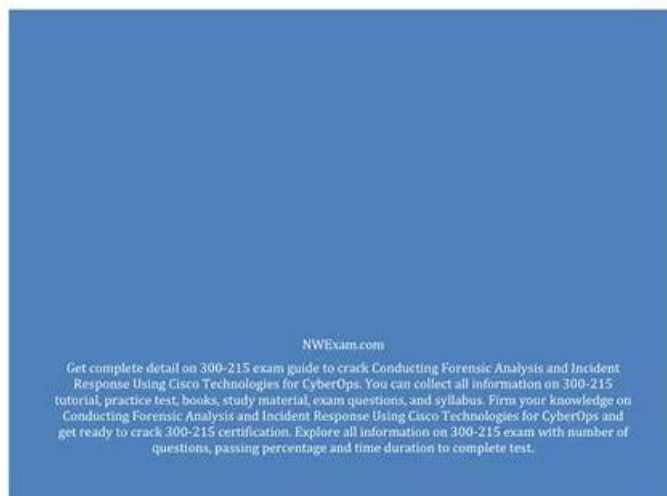 NWExam.com
Get complete detail on 300-215 exam guide to crack Conducting Forensic Analysis and Incident
Response Using Cisco Technologies for CyberOps. You can collect all information on 300-215
tutorial, practice test, books, study material, exam questions, and syllabus. Firm your knowledge on
Conducting Forensic Analysis and Incident Response Using Cisco Technologies for CyberOps and
get ready to crack 300-215 certification. Explore all information on 300-215 exam with number of
questions, passing percentage and time duration to complete test.